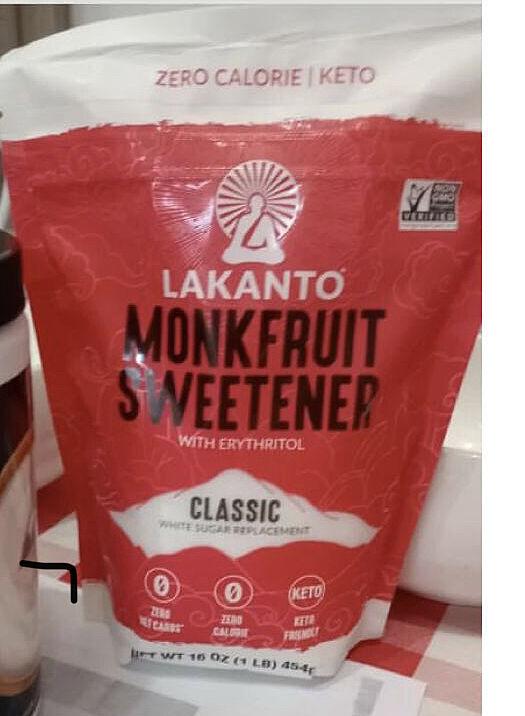 ZERO CALORIE | KETO
NON
GMO
VERIFIED
LAKANTO
MONKFRUIT
SWEETENER
WITH ERYTHRITOL
CLASSIC
WHITE SUGAR REPLACEMENT
0 0 KETO
ZERO ZERO KETO
NET CARBS* CALORIE FRIENDLY
NET WT 16 OZ (1 LB) 454g